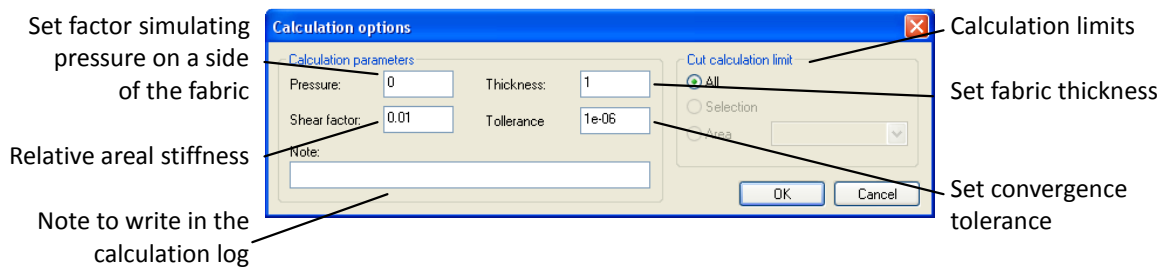 Set factor simulating
pressure on a side
of the fabric
Relative areal stiffness
Note to write in the
calculation log
Calculation options
Calculation parameters
Pressure: 0 Thickness: 1
Shear factor: 0.01 Tollerance 1e-06
Note:
Cut calculation limit
All
Selection
Area
OK Cancel
Calculation limits
Set fabric thickness
Set convergence
tolerance